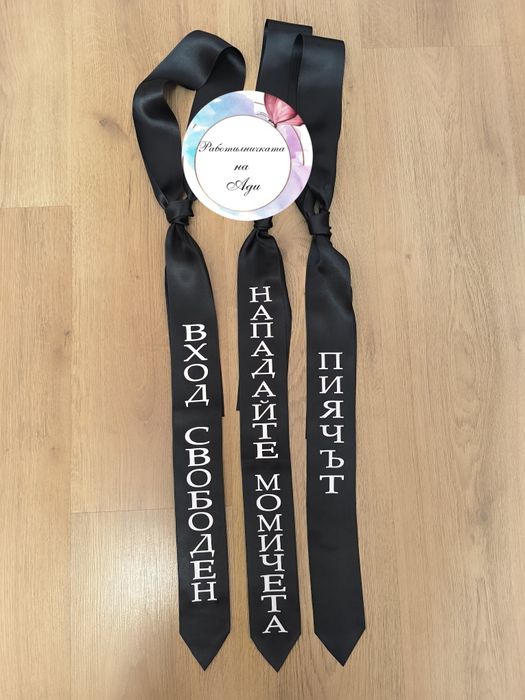 Работилничката
на
Ади
ВХОД СВОБОДЕН
НАПАДАЙТЕ МОМИЧЕТА
ПИЯЧЪТ